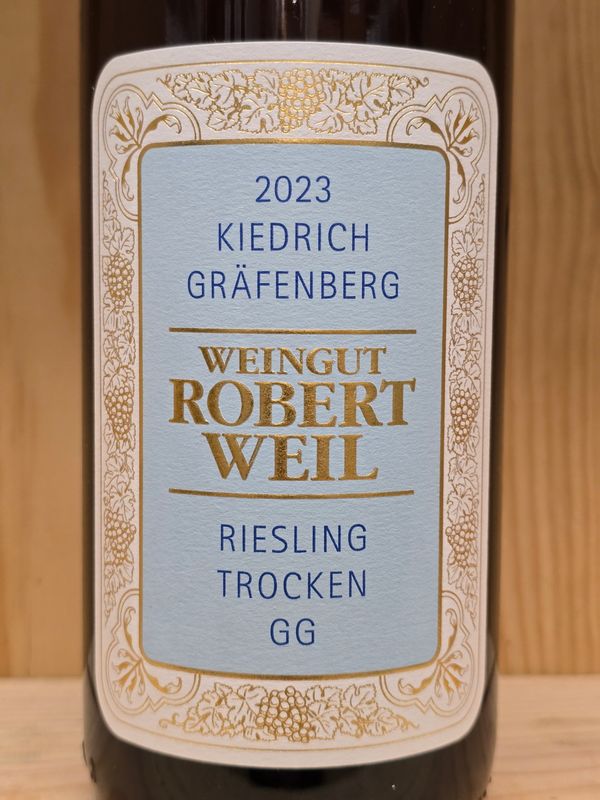 2023
KIEDRICH
GRÄFENBERG
WEINGUT
ROBERT
WEIL
RIESLING
TROCKEN
GG